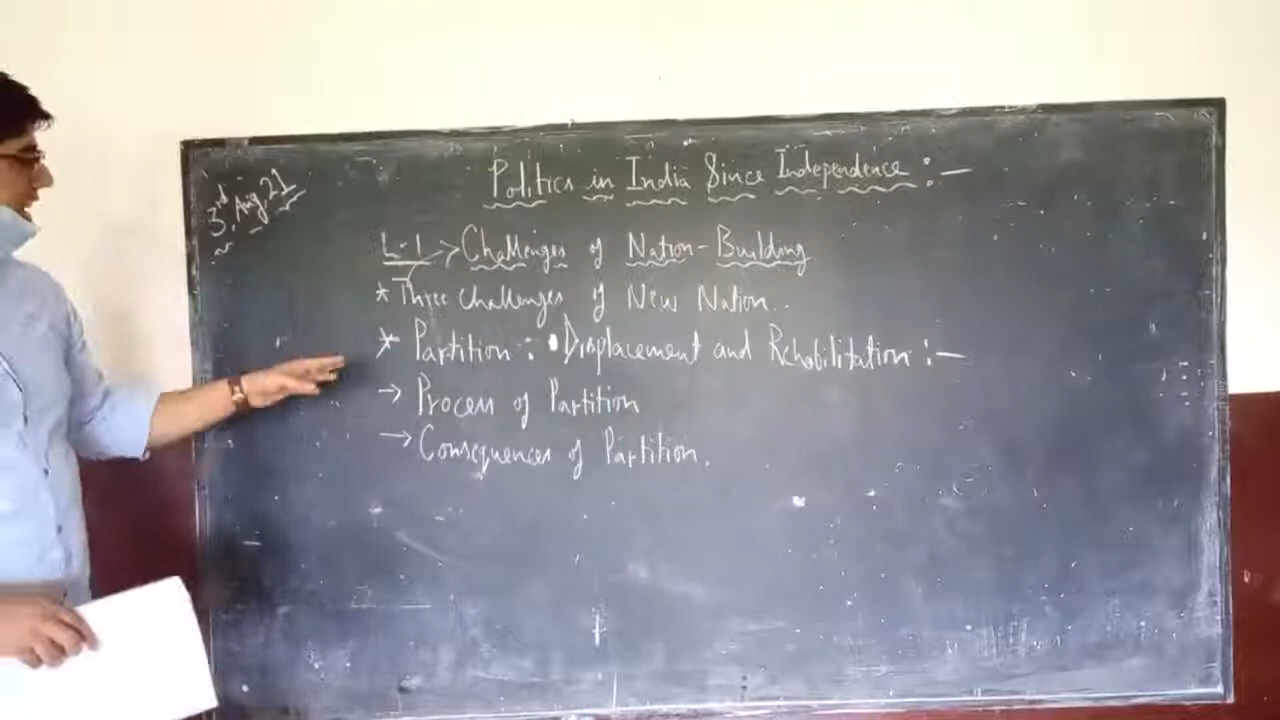 3rd Aug, 21
Politics in India Since Independence :-
L-1 -> Challenges of Nation-Building
* Three Challenges of New Nation.
* Partition : Displacement and Rehabilitation :-
→ Process of Partition
→ Consequences of Partition.